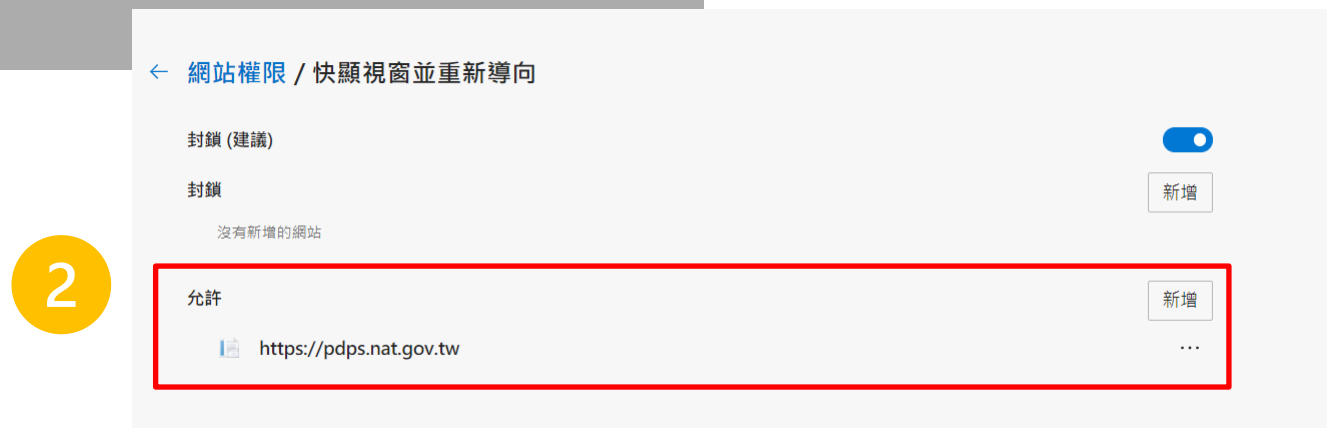 ← 網站權限 / 快顯視窗並重新導向
封鎖 (建議)
封鎖
新增
沒有新增的網站
2
允許
新增
https://pdps.nat.gov.tw
...